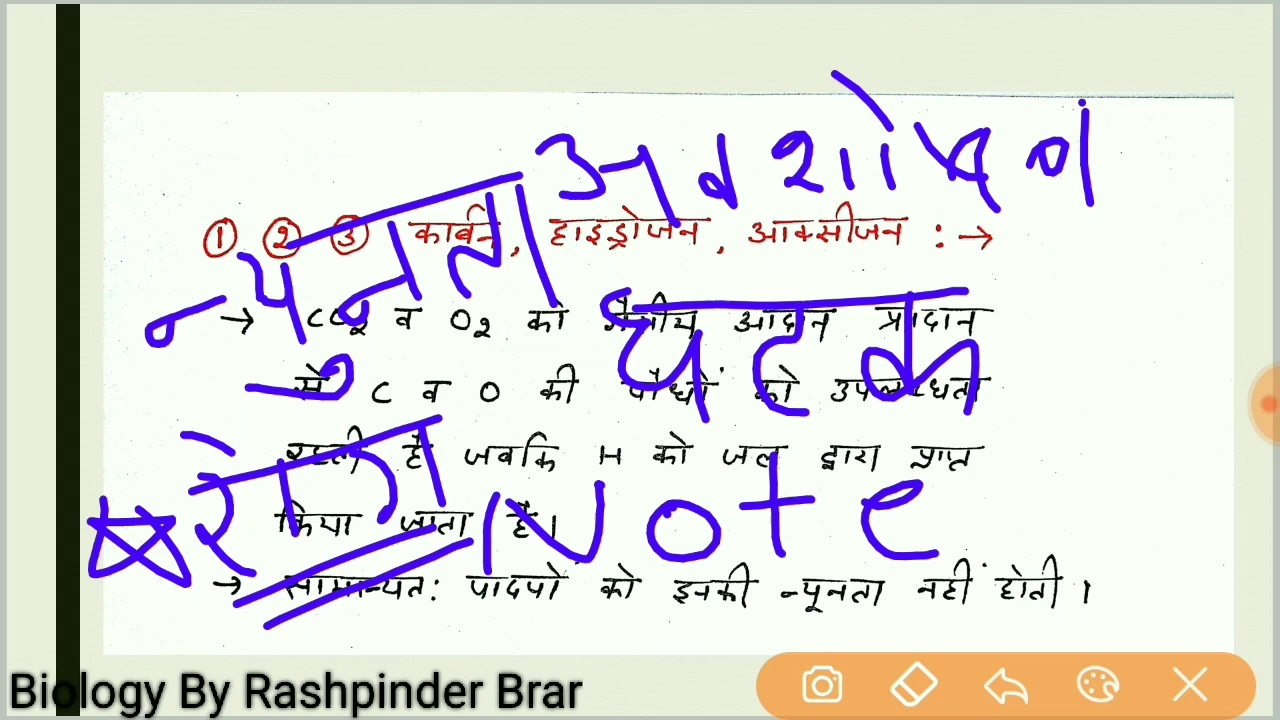 अवशोषण
① ② ③ कार्बन, हाइड्रोजन, आक्सीजन :→
न्यूनता
→ CO2 व O2 को गैसीय आदान प्रदान
घटक
से C व O की पौधों को उपलब्धता
रहती है जबकि H को जल द्वारा प्राप्त
रोग Note
किया जाता है।
→ सामान्यत: पादपों को इनकी न्यूनता नहीं होती।
Biology By Rashpinder Brar